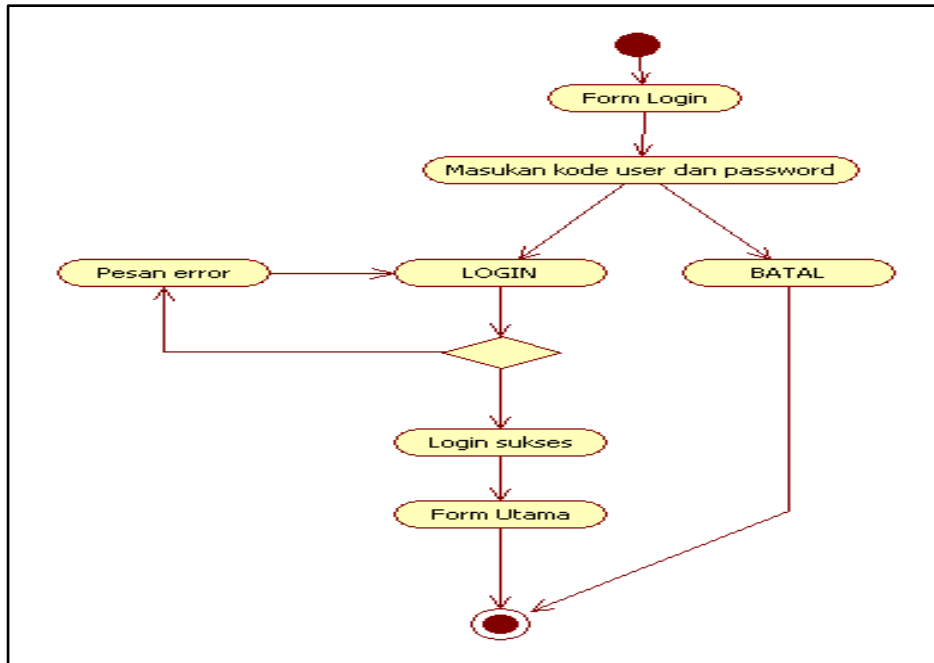 Form Login
Masukan kode user dan password
Pesan error
LOGIN
BATAL
Login sukses
Form Utama